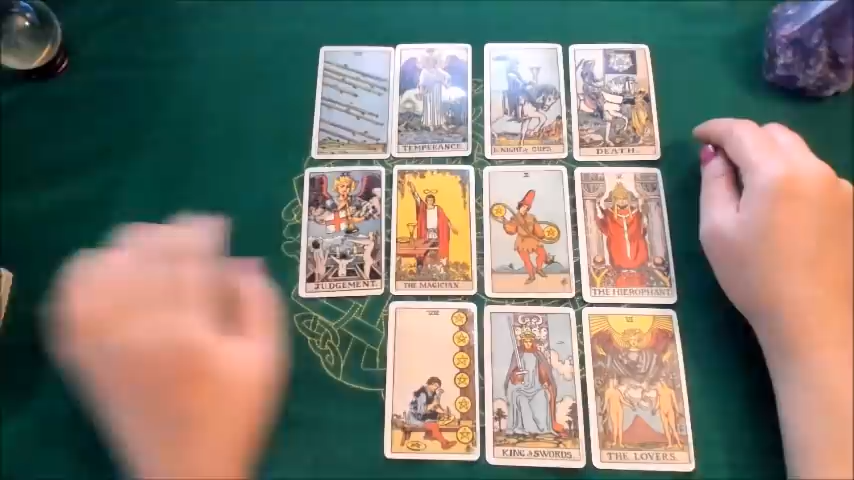 TEMPERANCE.
KNIGHT of CUPS.
DEATH.
JUDGEMENT.
THE MAGICIAN.
THE HIEROPHANT
KING of SWORDS.
THE LOVERS.